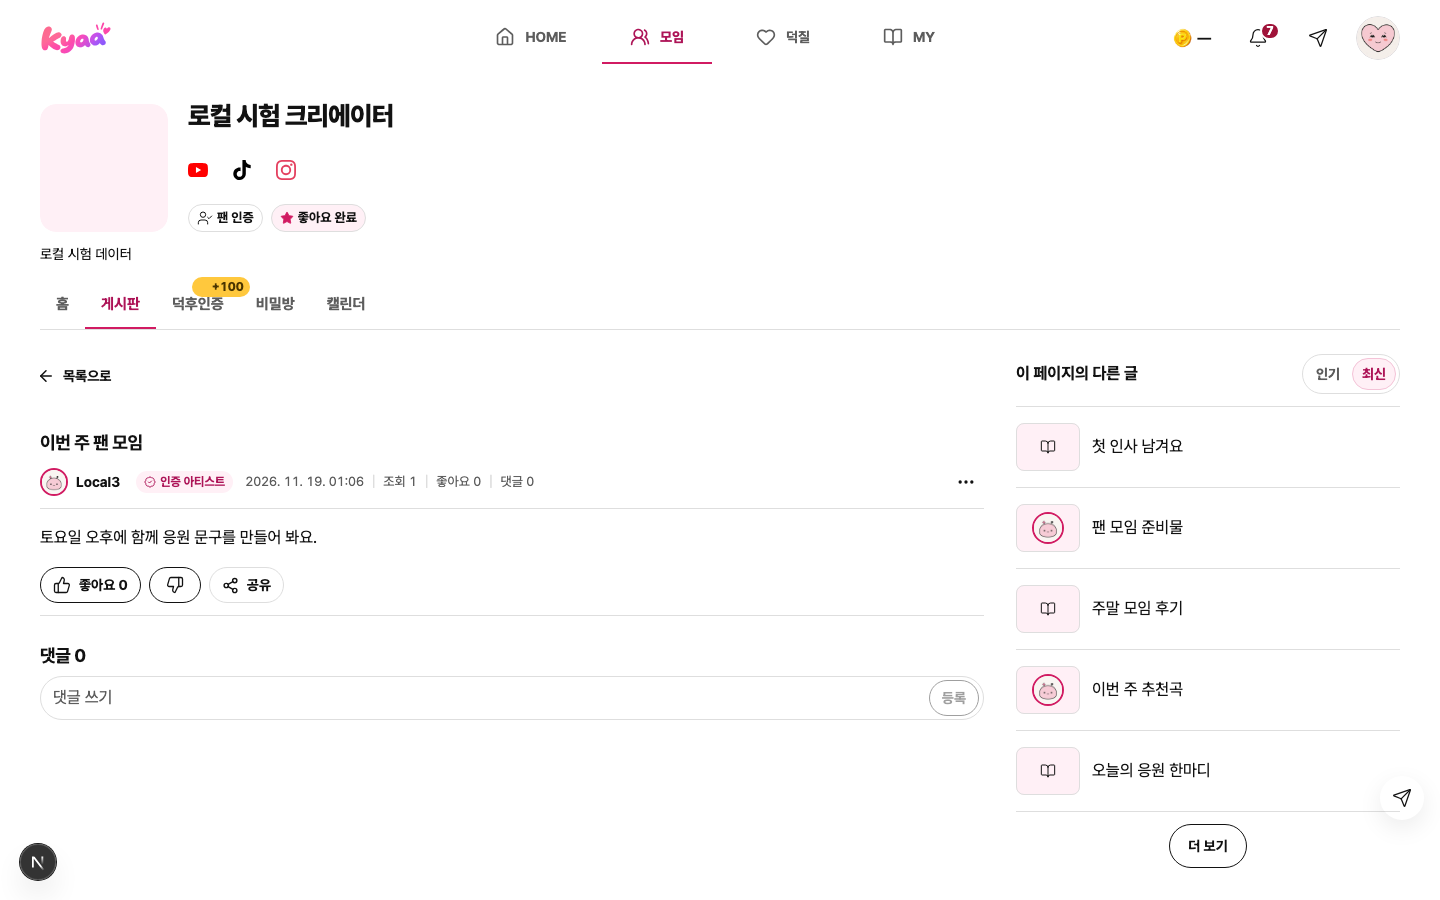 kyaa
HOME
모임
덕질
MY
—
7
로컬 시험 크리에이터
팬 인증
좋아요 완료
로컬 시험 데이터
+100
홈
게시판
덕후인증
비밀방
캘린더
목록으로
이번 주 팬 모임
Local3
인증 아티스트
2026. 11. 19. 01:06
조회 1
좋아요 0
댓글 0
토요일 오후에 함께 응원 문구를 만들어 봐요.
좋아요 0
공유
댓글 0
댓글 쓰기
등록
이 페이지의 다른 글
인기
최신
첫 인사 남겨요
팬 모임 준비물
주말 모임 후기
이번 주 추천곡
오늘의 응원 한마디
더 보기
N